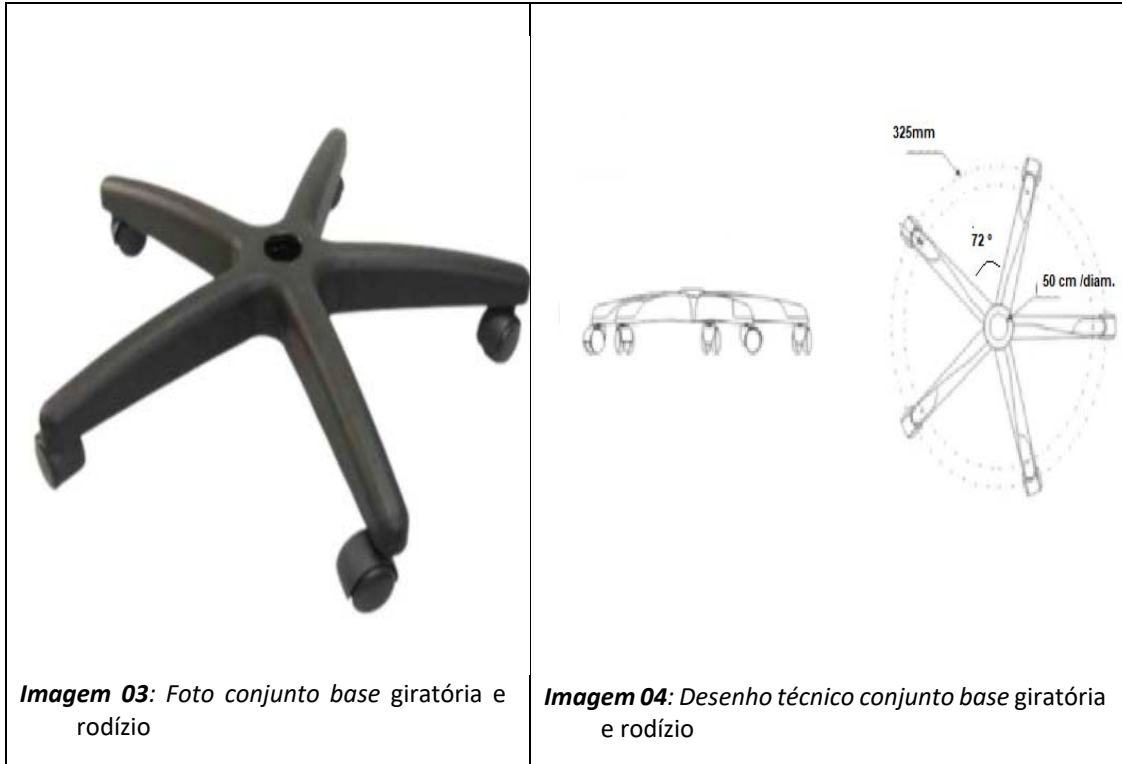 325mm
72 º
50 cm /diam.
Imagem 03: Foto conjunto base giratória e
rodízio
Imagem 04: Desenho técnico conjunto base giratória
e rodízio